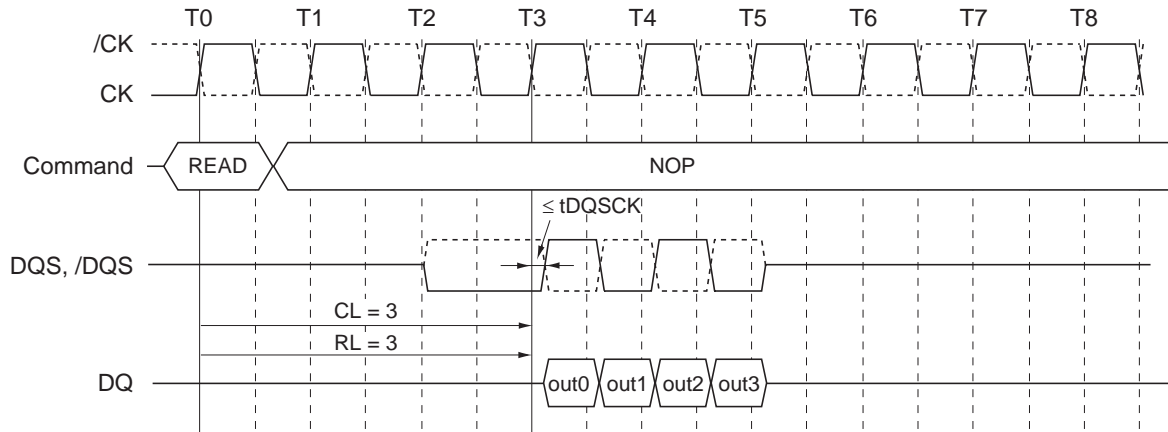 T0 T1 T2 T3 T4 T5 T6 T7 T8
/CK
CK
Command READ NOP
≤ tDQSCK
DQS, /DQS
CL = 3
RL = 3
DQ out0 out1 out2 out3